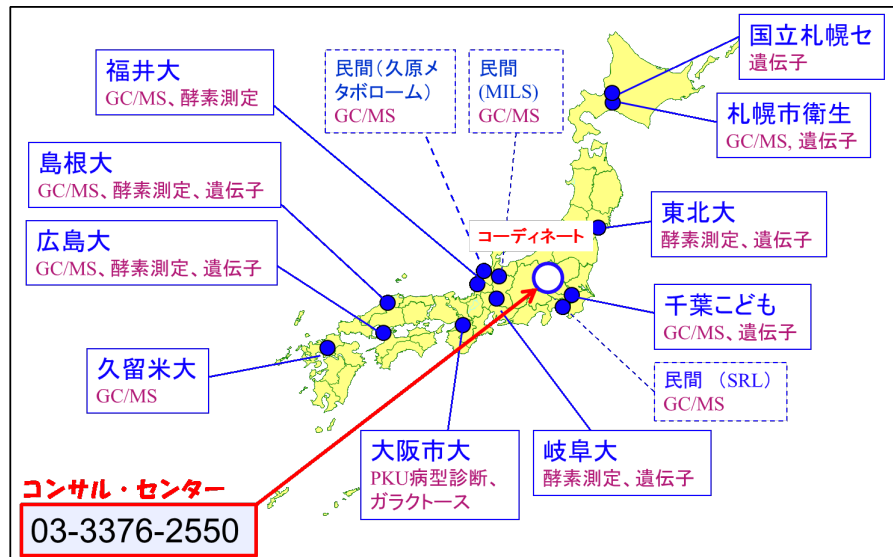 国立札幌セ
遺伝子
福井大
GC/MS、酵素測定
民間(久原メ
タボローム)
GC/MS
民間
(MILS)
GC/MS
札幌市衛生
GC/MS, 遺伝子
島根大
GC/MS、酵素測定、遺伝子
東北大
酵素測定、遺伝子
コーディネート
広島大
GC/MS、酵素測定、遺伝子
千葉こども
GC/MS、遺伝子
久留米大
GC/MS
民間 (SRL)
GC/MS
大阪市大
PKU病型診断、
ガラクトース
岐阜大
酵素測定、遺伝子
コンサル・センター
03-3376-2550